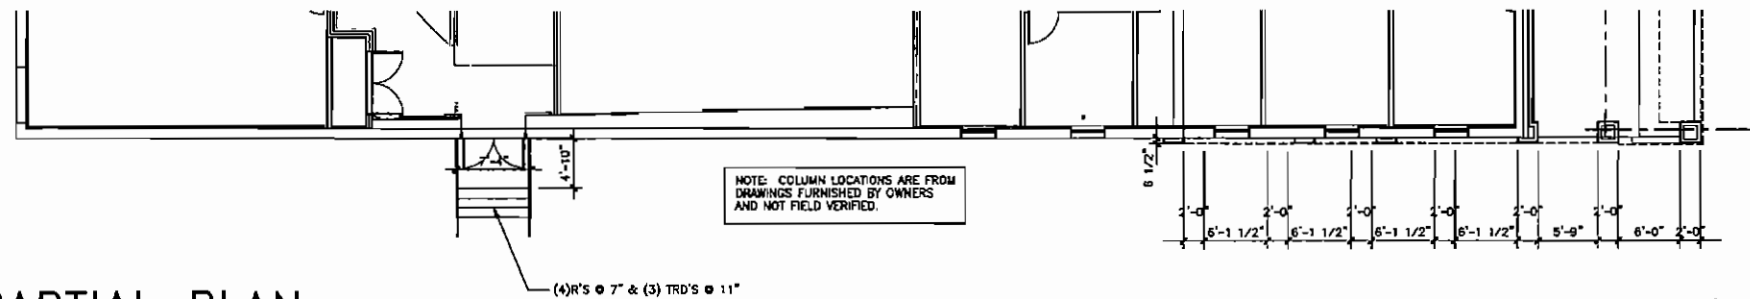 7'-4"
4'-10"
NOTE: COLUMN LOCATIONS ARE FROM
DRAWINGS FURNISHED BY OWNERS
AND NOT FIELD VERIFIED.
6 1/2"
2'-0" 2'-0" 2'-0" 2'-0" 2'-0" 2'-0"
6'-1 1/2" 6'-1 1/2" 6'-1 1/2" 6'-1 1/2" 5'-9" 6'-0" 2'-0"
(4)R'S @ 7" & (3) TRD'S @ 11"
PARTIAL PLAN